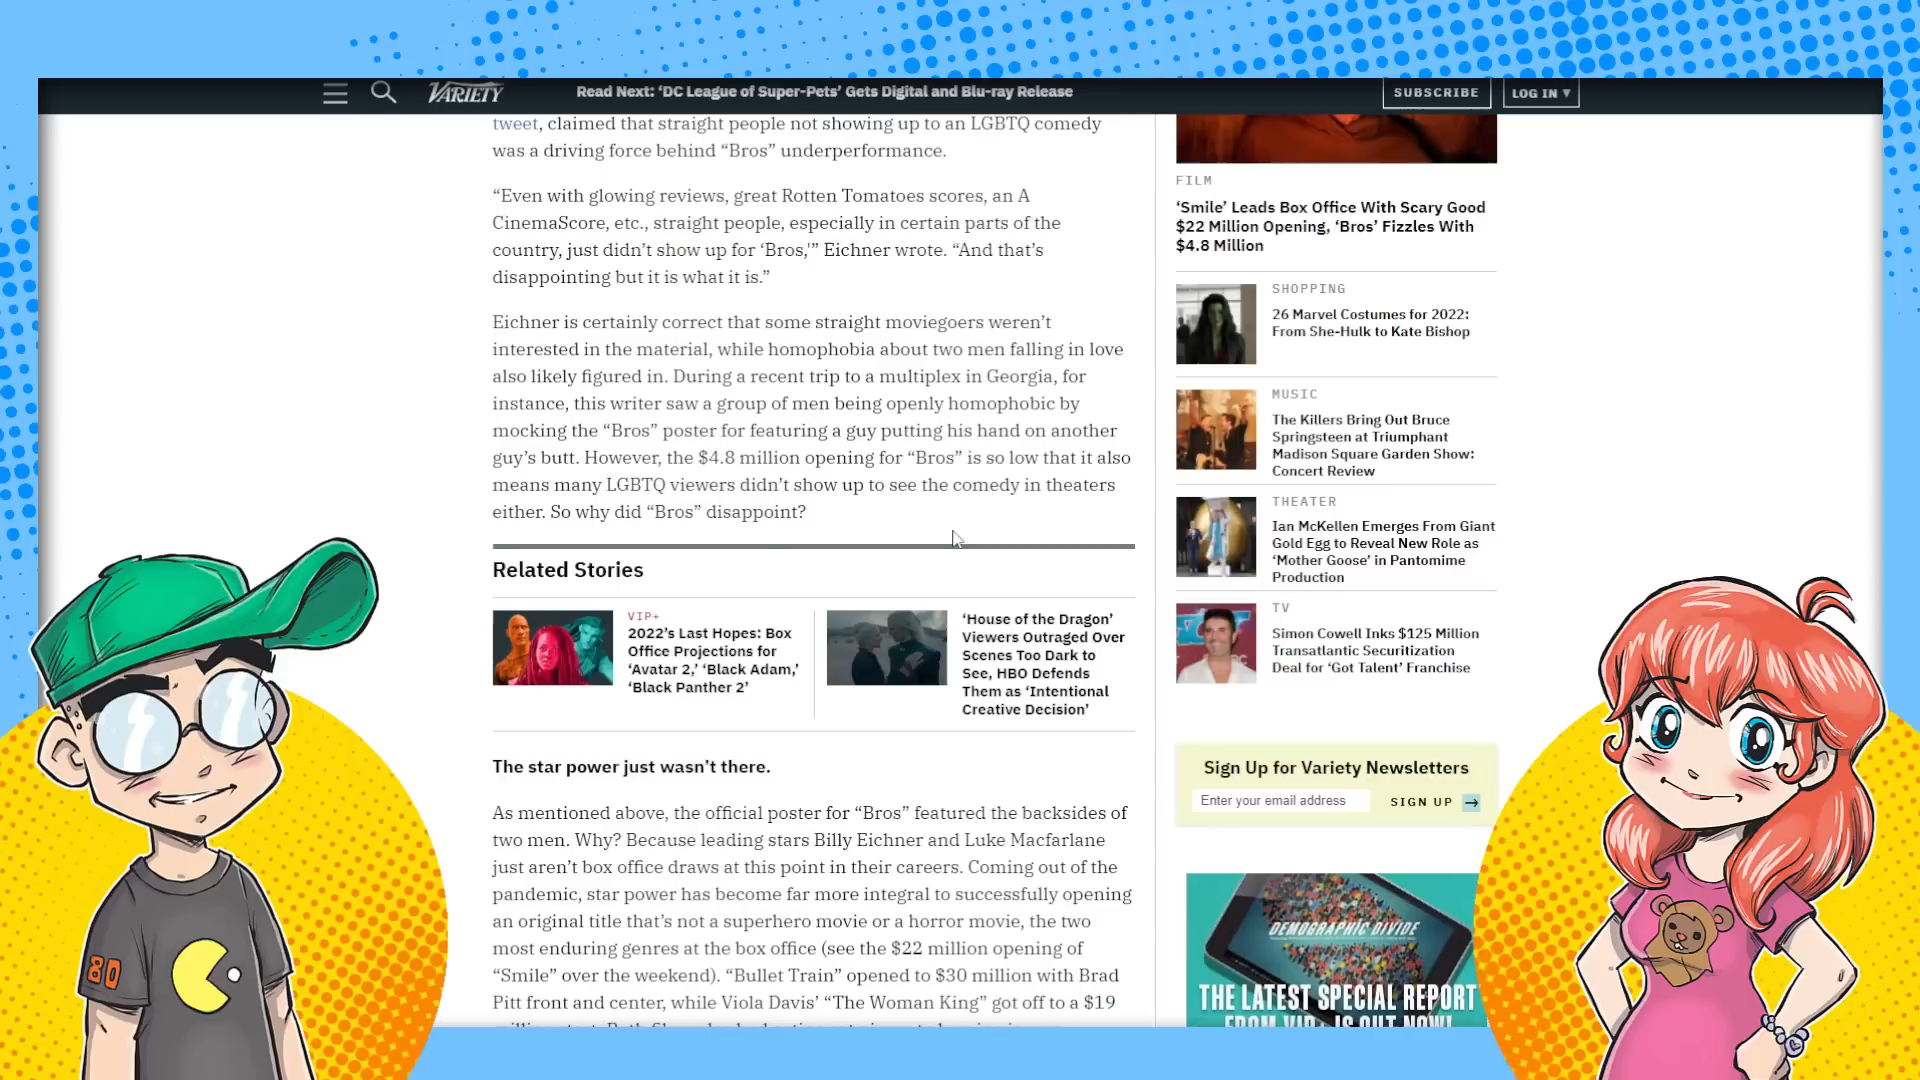 VARIETY
Read Next: ‘DC League of Super-Pets’ Gets Digital and Blu-ray Release
SUBSCRIBE
LOG IN ▾
tweet, claimed that straight people not showing up to an LGBTQ comedy
was a driving force behind “Bros” underperformance.
“Even with glowing reviews, great Rotten Tomatoes scores, an A
CinemaScore, etc., straight people, especially in certain parts of the
country, just didn’t show up for ‘Bros,'” Eichner wrote. “And that’s
disappointing but it is what it is.”
Eichner is certainly correct that some straight moviegoers weren’t
interested in the material, while homophobia about two men falling in love
also likely figured in. During a recent trip to a multiplex in Georgia, for
instance, this writer saw a group of men being openly homophobic by
mocking the “Bros” poster for featuring a guy putting his hand on another
guy’s butt. However, the $4.8 million opening for “Bros” is so low that it also
means many LGBTQ viewers didn’t show up to see the comedy in theaters
either. So why did “Bros” disappoint?
Related Stories
VIP+
2022’s Last Hopes: Box
Office Projections for
‘Avatar 2,’ ‘Black Adam,’
‘Black Panther 2’
‘House of the Dragon’
Viewers Outraged Over
Scenes Too Dark to
See, HBO Defends
Them as ‘Intentional
Creative Decision’
The star power just wasn’t there.
As mentioned above, the official poster for “Bros” featured the backsides of
two men. Why? Because leading stars Billy Eichner and Luke Macfarlane
just aren’t box office draws at this point in their careers. Coming out of the
pandemic, star power has become far more integral to successfully opening
an original title that’s not a superhero movie or a horror movie, the two
most enduring genres at the box office (see the $22 million opening of
“Smile” over the weekend). “Bullet Train” opened to $30 million with Brad
Pitt front and center, while Viola Davis’ “The Woman King” got off to a $19
FILM
‘Smile’ Leads Box Office With Scary Good
$22 Million Opening, ‘Bros’ Fizzles With
$4.8 Million
SHOPPING
26 Marvel Costumes for 2022:
From She-Hulk to Kate Bishop
MUSIC
The Killers Bring Out Bruce
Springsteen at Triumphant
Madison Square Garden Show:
Concert Review
THEATER
Ian McKellen Emerges From Giant
Gold Egg to Reveal New Role as
‘Mother Goose’ in Pantomime
Production
TV
Simon Cowell Inks $125 Million
Transatlantic Securitization
Deal for ‘Got Talent’ Franchise
Sign Up for Variety Newsletters
Enter your email address
SIGN UP →
DEMOGRAPHIC DIVIDE
THE LATEST SPECIAL REPORT
FROM VIP+ IS OUT NOW!
80